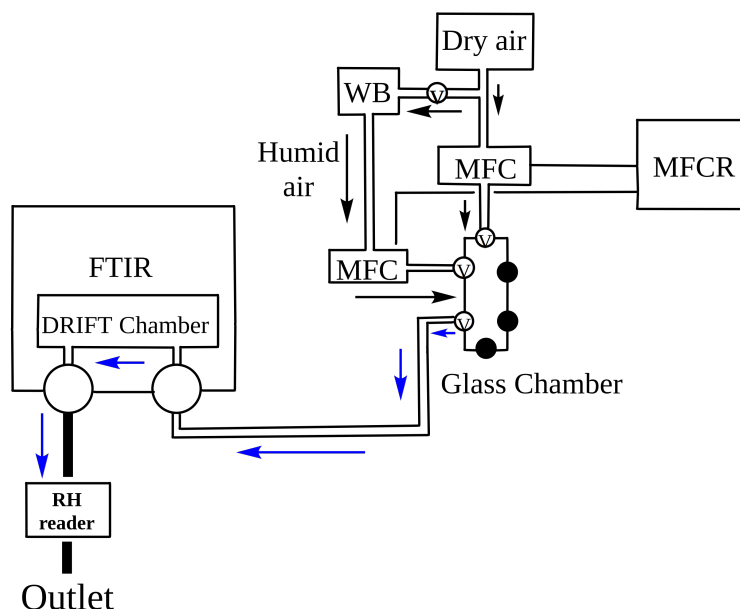 Dry air
WB
V
Humid
air
MFC
MFCR
V
MFC
V
FTIR
DRIFT Chamber
V
Glass Chamber
RH
reader
Outlet